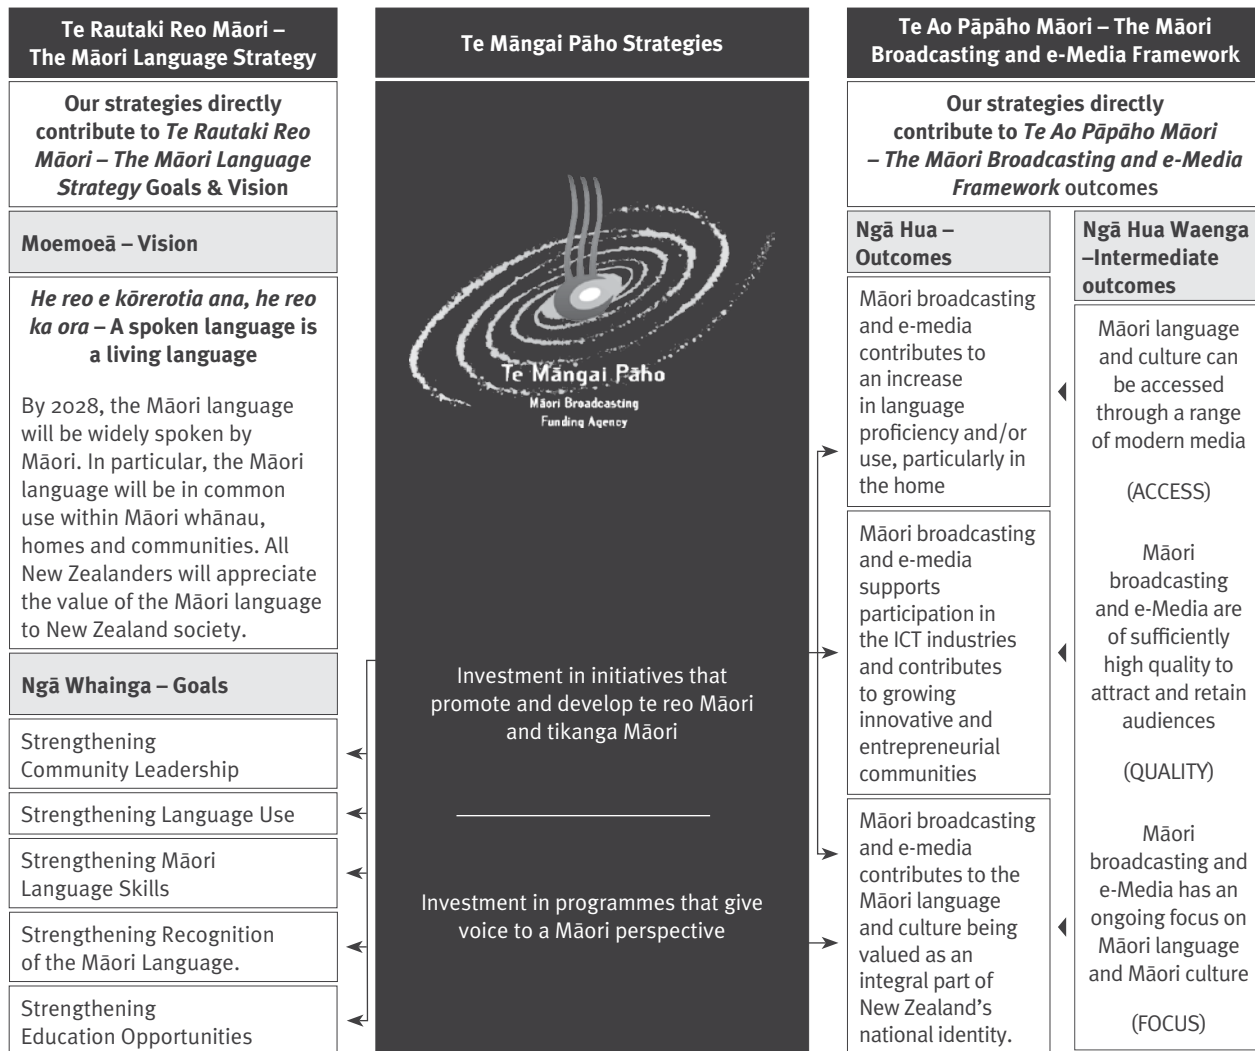 Te Rautaki Reo Māori –
The Māori Language Strategy
Our strategies directly
contribute to Te Rautaki Reo
Māori – The Māori Language
Strategy Goals & Vision
Moemoeā – Vision
He reo e kōrerotia ana, he reo
ka ora – A spoken language is
a living language
By 2028, the Māori language
will be widely spoken by
Māori. In particular, the Māori
language will be in common
use within Māori whānau,
homes and communities. All
New Zealanders will appreciate
the value of the Māori language
to New Zealand society.
Ngā Whainga – Goals
Strengthening
Community Leadership
Strengthening Language Use
Strengthening Māori
Language Skills
Strengthening Recognition
of the Māori Language.
Strengthening
Education Opportunities
Te Māngai Pāho Strategies
Te Māngai Pāho
Māori Broadcasting
Funding Agency
Investment in initiatives that
promote and develop te reo Māori
and tikanga Māori
Investment in programmes that give
voice to a Māori perspective
Te Ao Pāpāho Māori – The Māori
Broadcasting and e-Media Framework
Our strategies directly
contribute to Te Ao Pāpāho Māori
– The Māori Broadcasting and e-Media
Framework outcomes
Ngā Hua –
Outcomes
Māori broadcasting
and e-media
contributes to
an increase
in language
proficiency and/or
use, particularly in
the home
Māori broadcasting
and e-media
supports
participation in
the ICT industries
and contributes
to growing
innovative and
entrepreneurial
communities
Māori broadcasting
and e-media
contributes to the
Māori language
and culture being
valued as an
integral part of
New Zealand’s
national identity.
Ngā Hua Waenga
–Intermediate
outcomes
Māori language
and culture can
be accessed
through a range
of modern media
(ACCESS)
Māori
broadcasting
and e-Media are
of sufficiently
high quality to
attract and retain
audiences
(QUALITY)
Māori
broadcasting and
e-Media has an
ongoing focus on
Māori language
and Māori culture
(FOCUS)